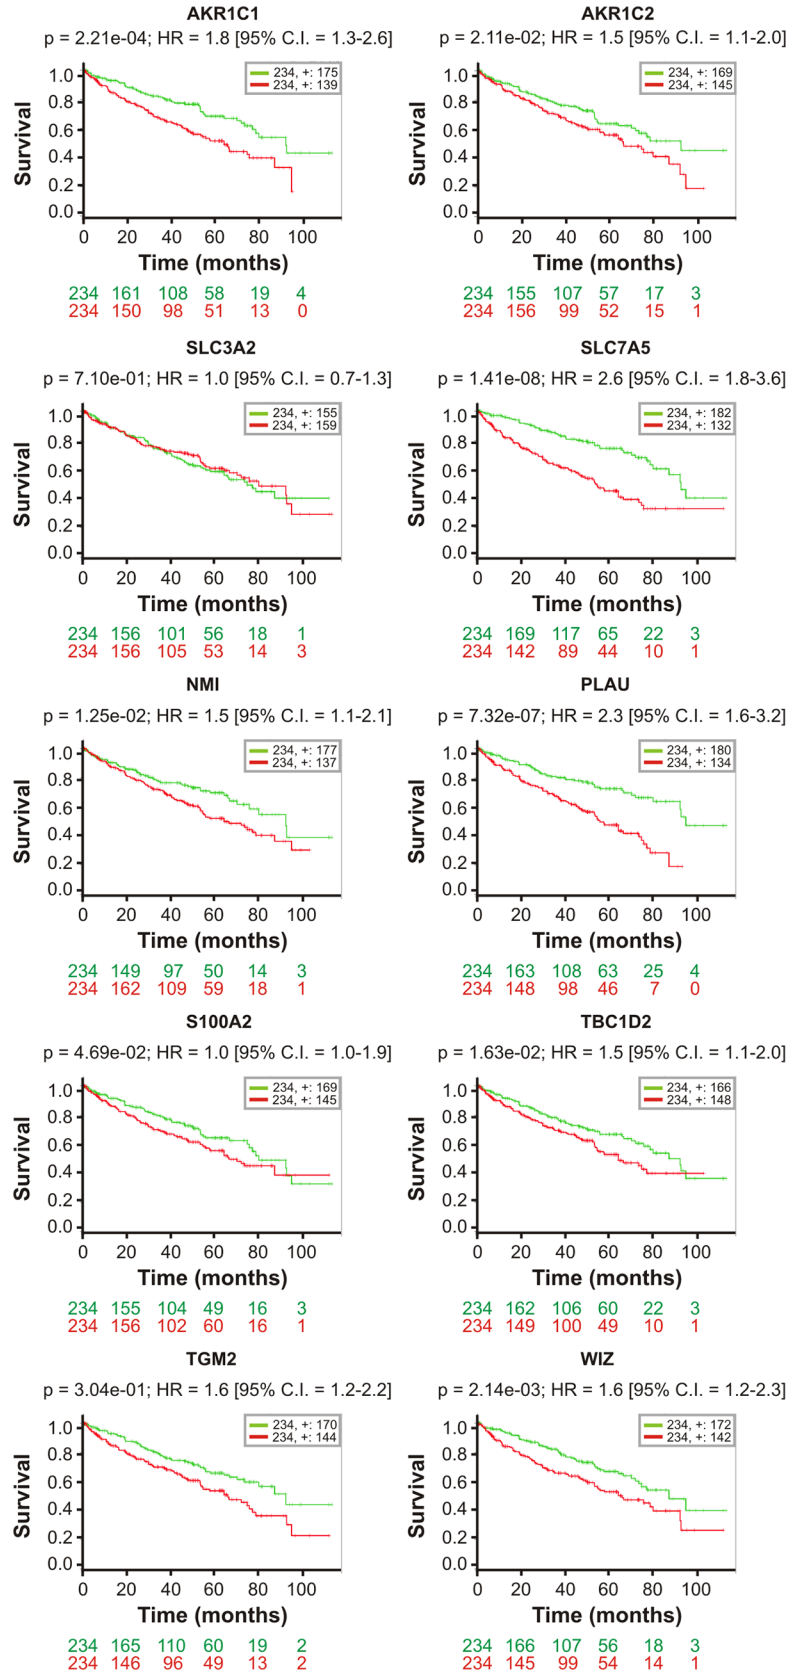 AKR1C1
p = 2.21e-04; HR = 1.8 [95% C.I. = 1.3-2.6]
234, +: 175
234, +: 139
Survival
1.0
0.8
0.6
0.4
0.2
0.0
0 20 40 60 80 100
Time (months)
234 161 108 58 19 4
234 150 98 51 13 0
AKR1C2
p = 2.11e-02; HR = 1.5 [95% C.I. = 1.1-2.0]
234, +: 169
234, +: 145
Survival
1.0
0.8
0.6
0.4
0.2
0.0
0 20 40 60 80 100
Time (months)
234 155 107 57 17 3
234 156 99 52 15 1
SLC3A2
p = 7.10e-01; HR = 1.0 [95% C.I. = 0.7-1.3]
234, +: 155
234, +: 159
Survival
1.0
0.8
0.6
0.4
0.2
0.0
0 20 40 60 80 100
Time (months)
234 156 101 56 18 1
234 156 105 53 14 3
SLC7A5
p = 1.41e-08; HR = 2.6 [95% C.I. = 1.8-3.6]
234, +: 182
234, +: 132
Survival
1.0
0.8
0.6
0.4
0.2
0.0
0 20 40 60 80 100
Time (months)
234 169 117 65 22 3
234 142 89 44 10 1
NMI
p = 1.25e-02; HR = 1.5 [95% C.I. = 1.1-2.1]
234, +: 177
234, +: 137
Survival
1.0
0.8
0.6
0.4
0.2
0.0
0 20 40 60 80 100
Time (months)
234 149 97 50 14 3
234 162 109 59 18 1
PLAU
p = 7.32e-07; HR = 2.3 [95% C.I. = 1.6-3.2]
234, +: 180
234, +: 134
Survival
1.0
0.8
0.6
0.4
0.2
0.0
0 20 40 60 80 100
Time (months)
234 163 108 63 25 4
234 148 98 46 7 0
S100A2
p = 4.69e-02; HR = 1.0 [95% C.I. = 1.0-1.9]
234, +: 169
234, +: 145
Survival
1.0
0.8
0.6
0.4
0.2
0.0
0 20 40 60 80 100
Time (months)
234 155 104 49 16 3
234 156 102 60 16 1
TBC1D2
p = 1.63e-02; HR = 1.5 [95% C.I. = 1.1-2.0]
234, +: 166
234, +: 148
Survival
1.0
0.8
0.6
0.4
0.2
0.0
0 20 40 60 80 100
Time (months)
234 162 106 60 22 3
234 149 100 49 10 1
TGM2
p = 3.04e-01; HR = 1.6 [95% C.I. = 1.2-2.2]
234, +: 170
234, +: 144
Survival
1.0
0.8
0.6
0.4
0.2
0.0
0 20 40 60 80 100
Time (months)
234 165 110 60 19 2
234 146 96 49 13 2
WIZ
p = 2.14e-03; HR = 1.6 [95% C.I. = 1.2-2.3]
234, +: 172
234, +: 142
Survival
1.0
0.8
0.6
0.4
0.2
0.0
0 20 40 60 80 100
Time (months)
234 166 107 56 18 3
234 145 99 54 14 1